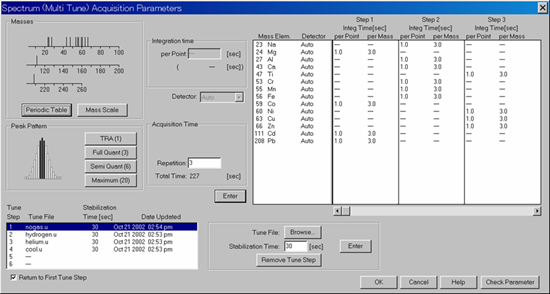 Spectrum (Multi Tune) Acquisition Parameters
Masses
20 40 60 80 100
120 140 160 180 200
220 240 260
Periodic Table
Mass Scale
Peak Pattern
TRA (1)
Full Quant (3)
Semi Quant (6)
Maximum (20)
Integration time
per Point [sec]
( — [sec])
Detector: Auto
Acquisition Time
Repetition: 3
Total Time: 227 [sec]
Enter
Step 1 Step 2 Step 3
Integ Time[sec] Integ Time[sec] Integ Time[sec]
Mass Elem. Detector per Point per Mass per Point per Mass per Point per Mass
23 Na Auto — — 1.0 3.0 — —
24 Mg Auto 1.0 3.0 — — — —
27 Al Auto — — 1.0 3.0 — —
43 Ca Auto — — 1.0 3.0 — —
47 Ti Auto — — — — 1.0 3.0
53 Cr Auto — — 1.0 3.0 — —
55 Mn Auto — — 1.0 3.0 — —
56 Fe Auto — — 1.0 3.0 — —
59 Co Auto 1.0 3.0 — — — —
60 Ni Auto — — — — 1.0 3.0
63 Cu Auto — — — — 1.0 3.0
66 Zn Auto — — — — 1.0 3.0
111 Cd Auto 1.0 3.0 — — — —
208 Pb Auto 1.0 3.0 — — — —
Tune Stabilization
Step Tune File Time [sec] Date Updated
1 nogas.u 30 Oct 21 2002 02:54 pm
2 hydrogen.u 30 Oct 21 2002 02:53 pm
3 helium.u 30 Oct 21 2002 02:53 pm
4 cool.u 30 Oct 21 2002 02:54 pm
5 —
6 —
Return to First Tune Step
Tune File: Browse...
Stabilization Time: 30 [sec]
Enter
Remove Tune Step
OK
Cancel
Help
Check Parameter